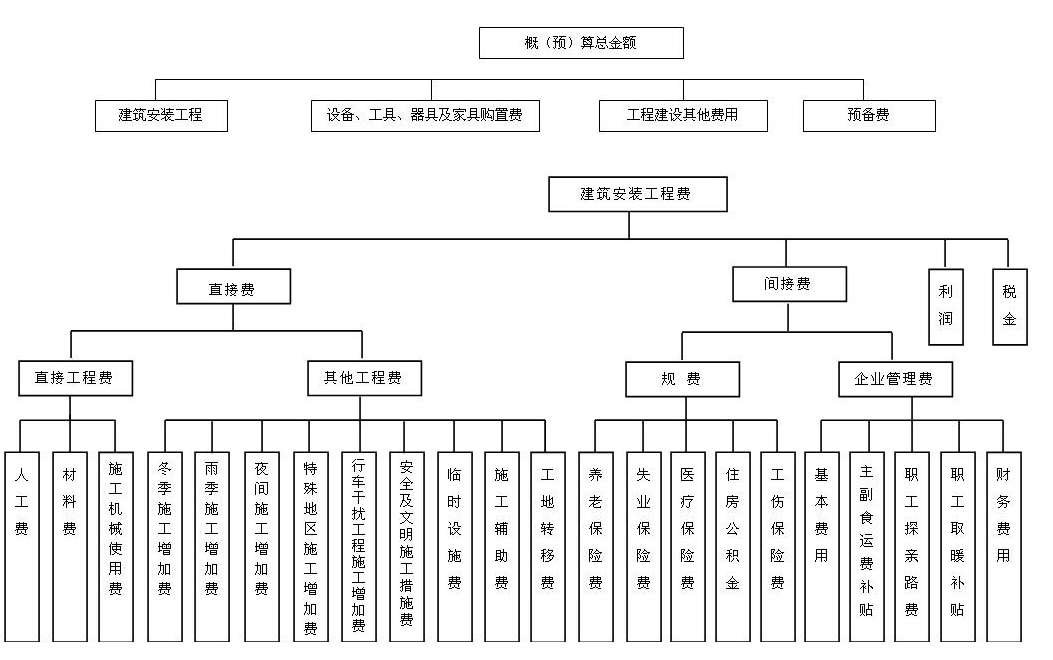 概（预）算总金额
建筑安装工程
设备、工具、器具及家具购置费
工程建设其他费用
预备费
建筑安装工程费
直接费
间接费
利润
税金
直接工程费
其他工程费
规 费
企业管理费
人工费
材料费
施工机械使用费
冬季施工增加费
雨季施工增加费
夜间施工增加费
特殊地区施工增加费
行车干扰工程施工增加费
安全及文明施工措施费
临时设施费
施工辅助费
工地转移费
养老保险费
失业保险费
医疗保险费
住房公积金
工伤保险费
基本费用
主副食运费补贴
职工探亲路费
职工取暖补贴
财务费用